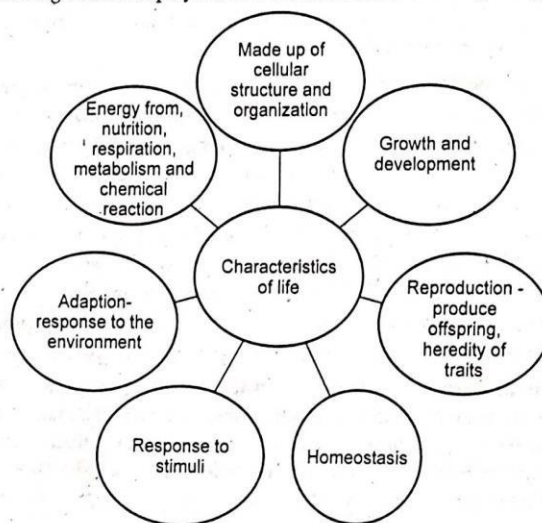 Made up of
cellular
structure and
organization
Energy from,
nutrition,
respiration,
metabolism and
chemical
reaction
Growth and
development
Characteristics
of life
Adaption-
response to the
environment
Reproduction -
produce
offspring,
heredity of
traits
Response to
stimuli
Homeostasis